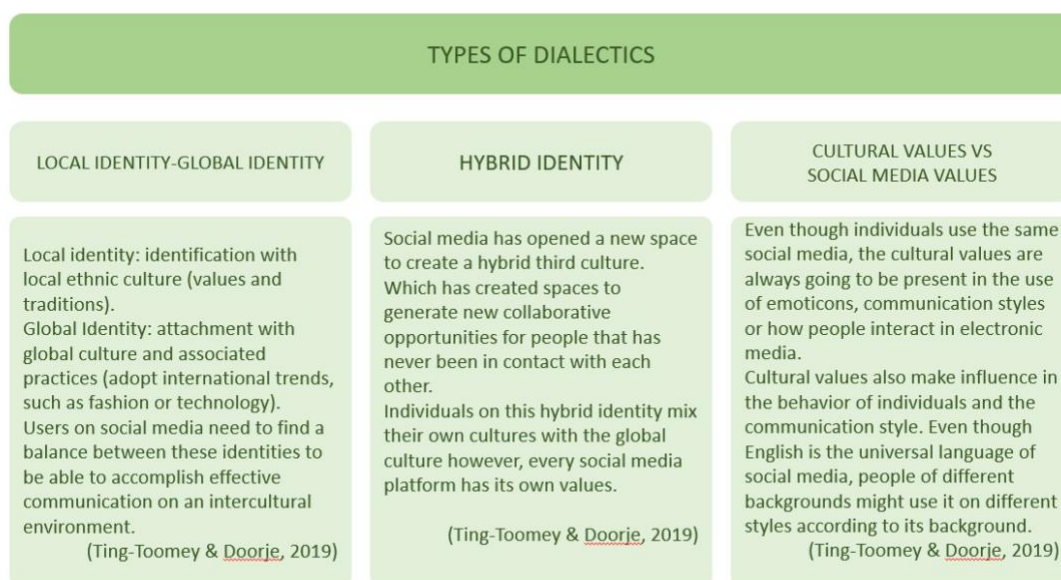 TYPES OF DIALECTICS
LOCAL IDENTITY-GLOBAL IDENTITY
Local identity: identification with
local ethnic culture (values and
traditions).
Global Identity: attachment with
global culture and associated
practices (adopt international trends,
such as fashion or technology).
Users on social media need to find a
balance between these identities to
be able to accomplish effective
communication on an intercultural
environment.
(Ting-Toomey & Doorje, 2019)
HYBRID IDENTITY
Social media has opened a new space
to create a hybrid third culture.
Which has created spaces to
generate new collaborative
opportunities for people that has
never been in contact with each
other.
Individuals on this hybrid identity mix
their own cultures with the global
culture however, every social media
platform has its own values.
(Ting-Toomey & Doorje, 2019)
CULTURAL VALUES VS
SOCIAL MEDIA VALUES
Even though individuals use the same
social media, the cultural values are
always going to be present in the use
of emoticons, communication styles
or how people interact in electronic
media.
Cultural values also make influence in
the behavior of individuals and the
communication style. Even though
English is the universal language of
social media, people of different
backgrounds might use it on different
styles according to its background.
(Ting-Toomey & Doorje, 2019)